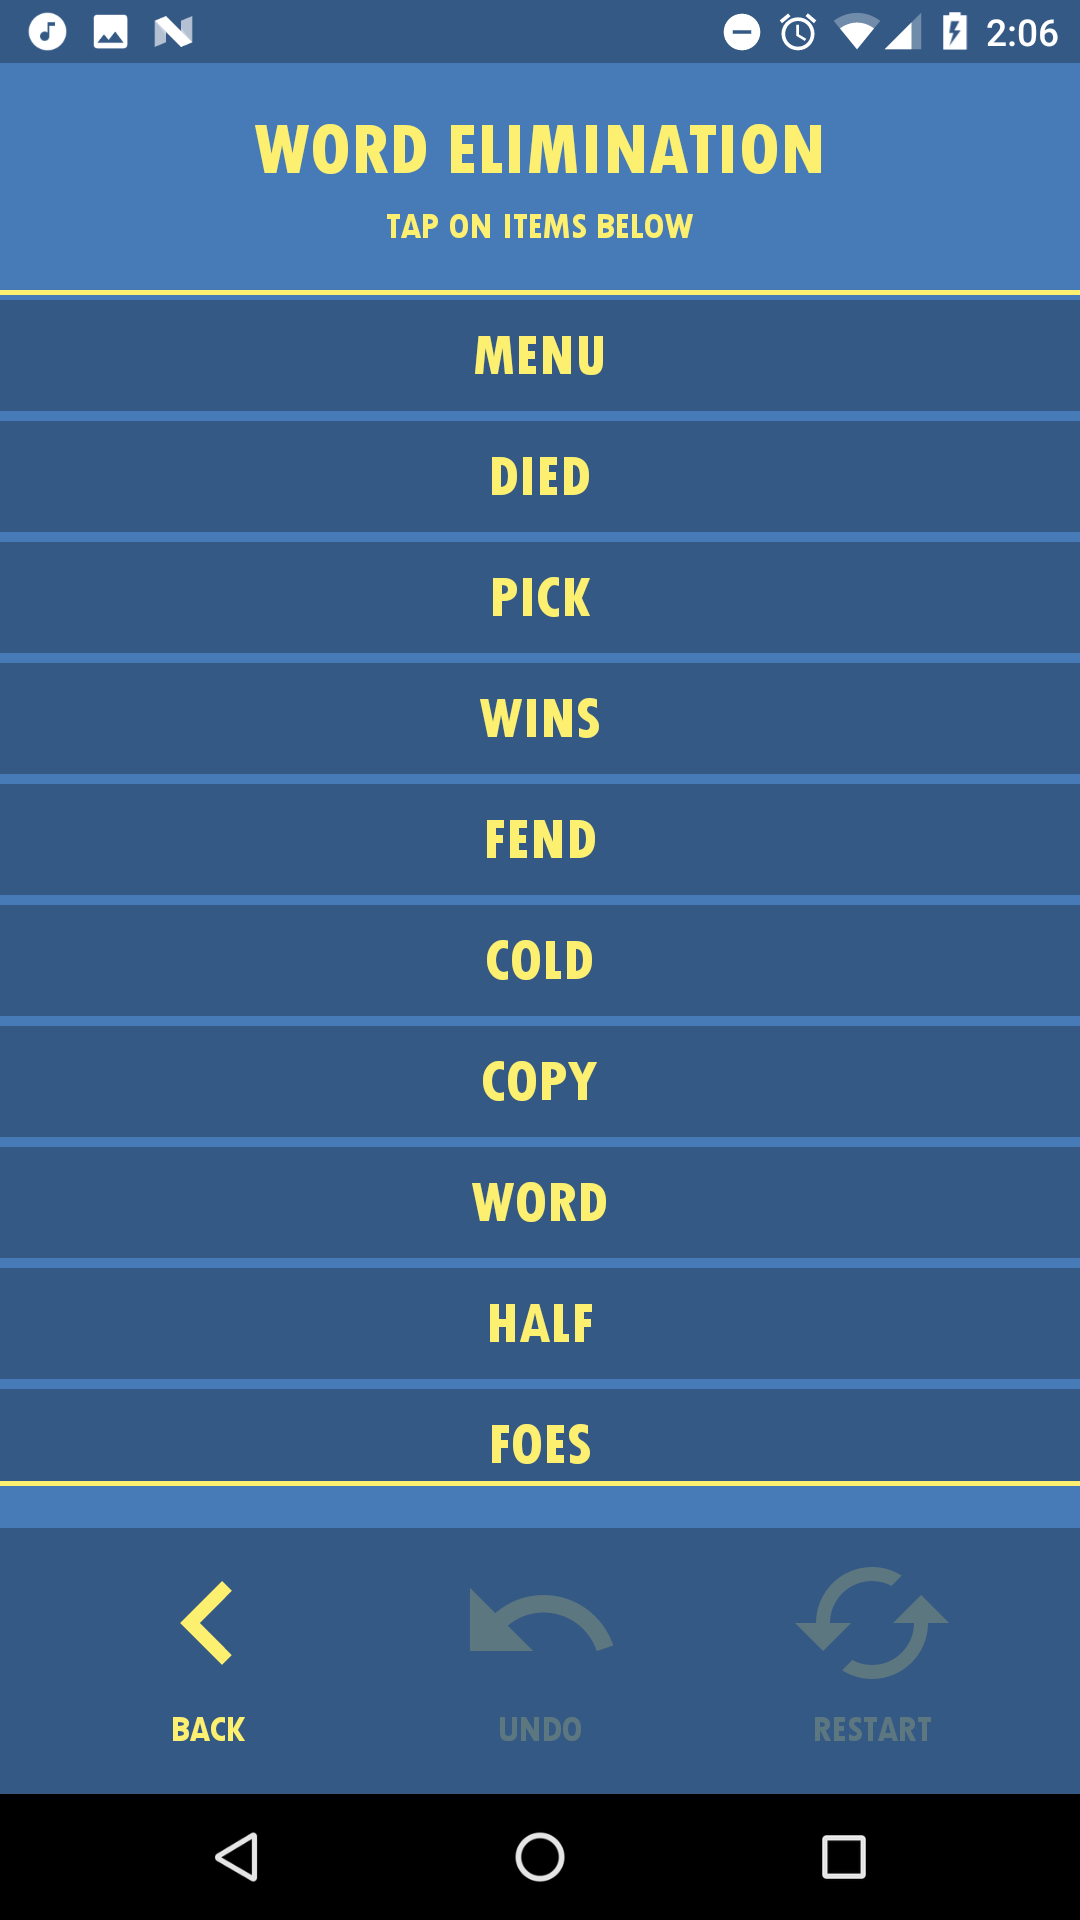 2:06
WORD ELIMINATION
TAP ON ITEMS BELOW
MENU
DIED
PICK
WINS
FEND
COLD
COPY
WORD
HALF
FOES
BACK UNDO RESTART